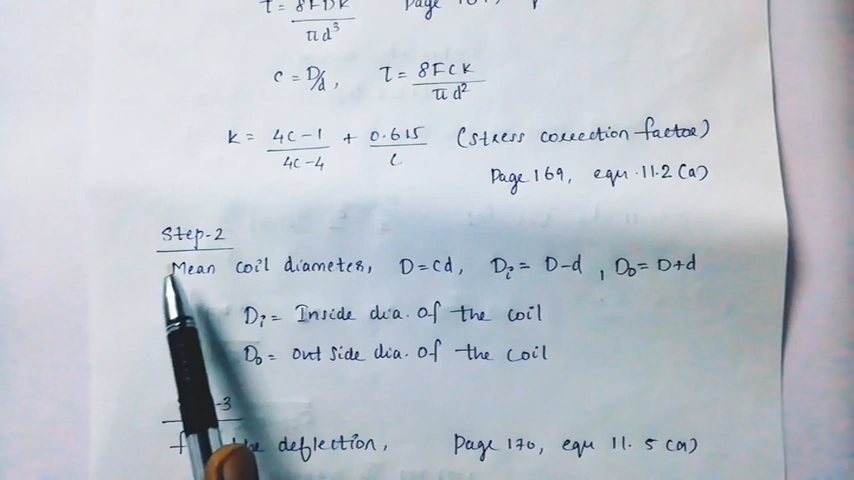 τ = 8FDK / πd³ Page 169,
C = D/d, τ = 8FCK / πd²
K = 4C-1 / 4C-4 + 0.615 / C (Stress correction factor)
Page 169, equ. 11.2(a)
Step-2
Mean coil diameter, D = Cd, Di = D-d, Do = D+d
Di = Inside dia. of the coil
Do = Out side dia. of the coil
-3
deflection, Page 170, equ 11.5(a)